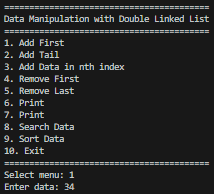 ========================================
Data Manipulation with Double Linked List
========================================
1. Add First
2. Add Tail
3. Add Data in nth index
4. Remove First
5. Remove Last
6. Print
7. Print
8. Search Data
9. Sort Data
10. Exit
========================================
Select menu: 1
Enter data: 34